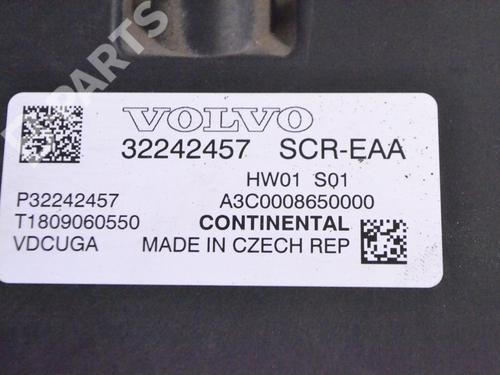 VOLVO
32242457 SCR-EAA
HW01 S01
P32242457 A3C0008650000
T1809060550 CONTINENTAL
VDCUGA MADE IN CZECH REP
B-PARTS